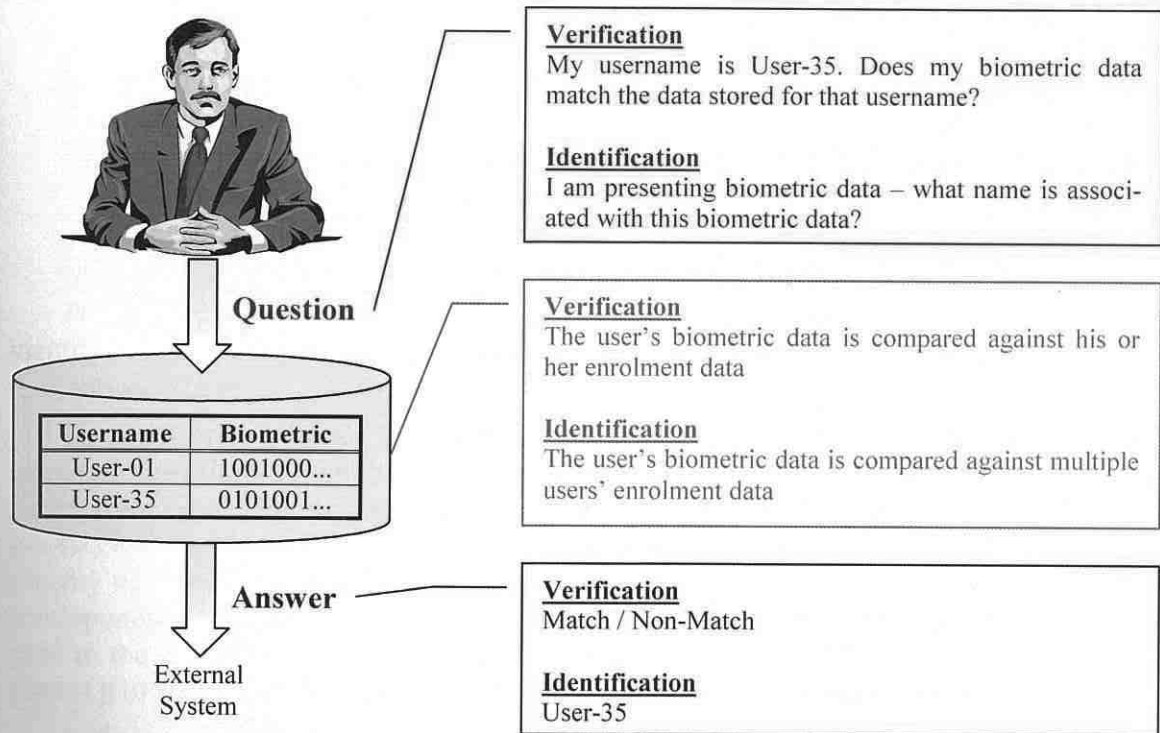 Verification
My username is User-35. Does my biometric data
match the data stored for that username?
Identification
I am presenting biometric data – what name is associ-
ated with this biometric data?
Question
Verification
The user's biometric data is compared against his or
her enrolment data
Identification
The user's biometric data is compared against multiple
users' enrolment data
Username Biometric
User-01 1001000...
User-35 0101001...
Answer
Verification
Match / Non-Match
Identification
User-35
External
System